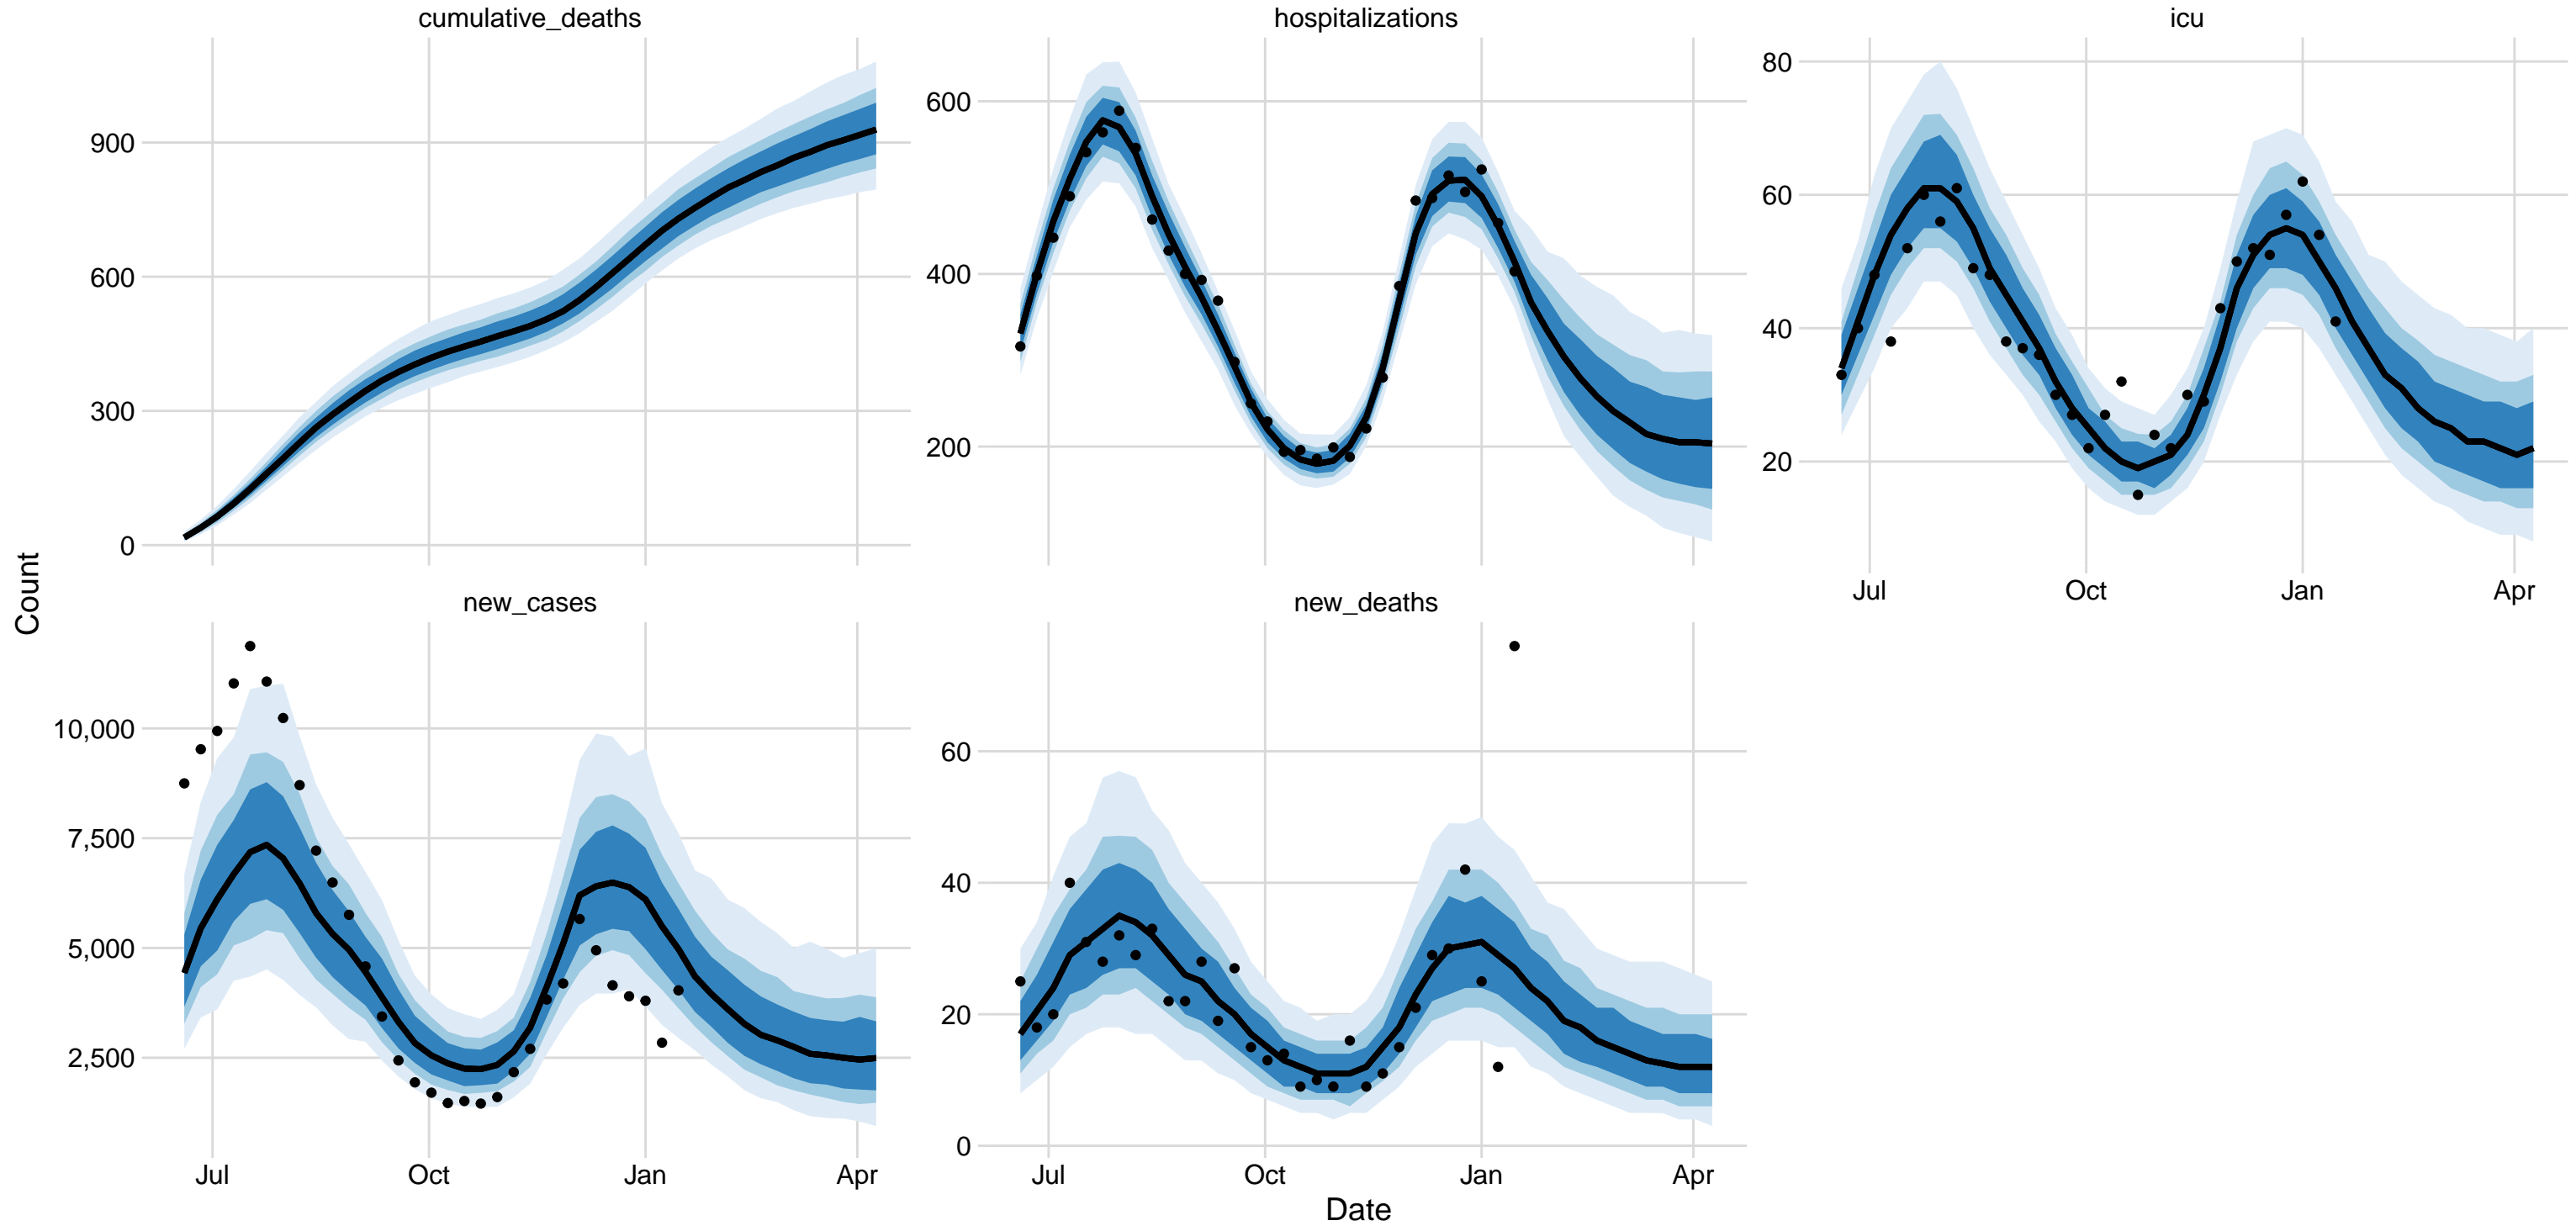 cumulative_deaths
hospitalizations
icu
900
600
300
0
600
400
200
80
60
40
20
Jul
Oct
Jan
Apr
Count
new_cases
new_deaths
10,000
7,500
5,000
2,500
60
40
20
0
Jul
Oct
Jan
Apr
Jul
Oct
Jan
Apr
Date